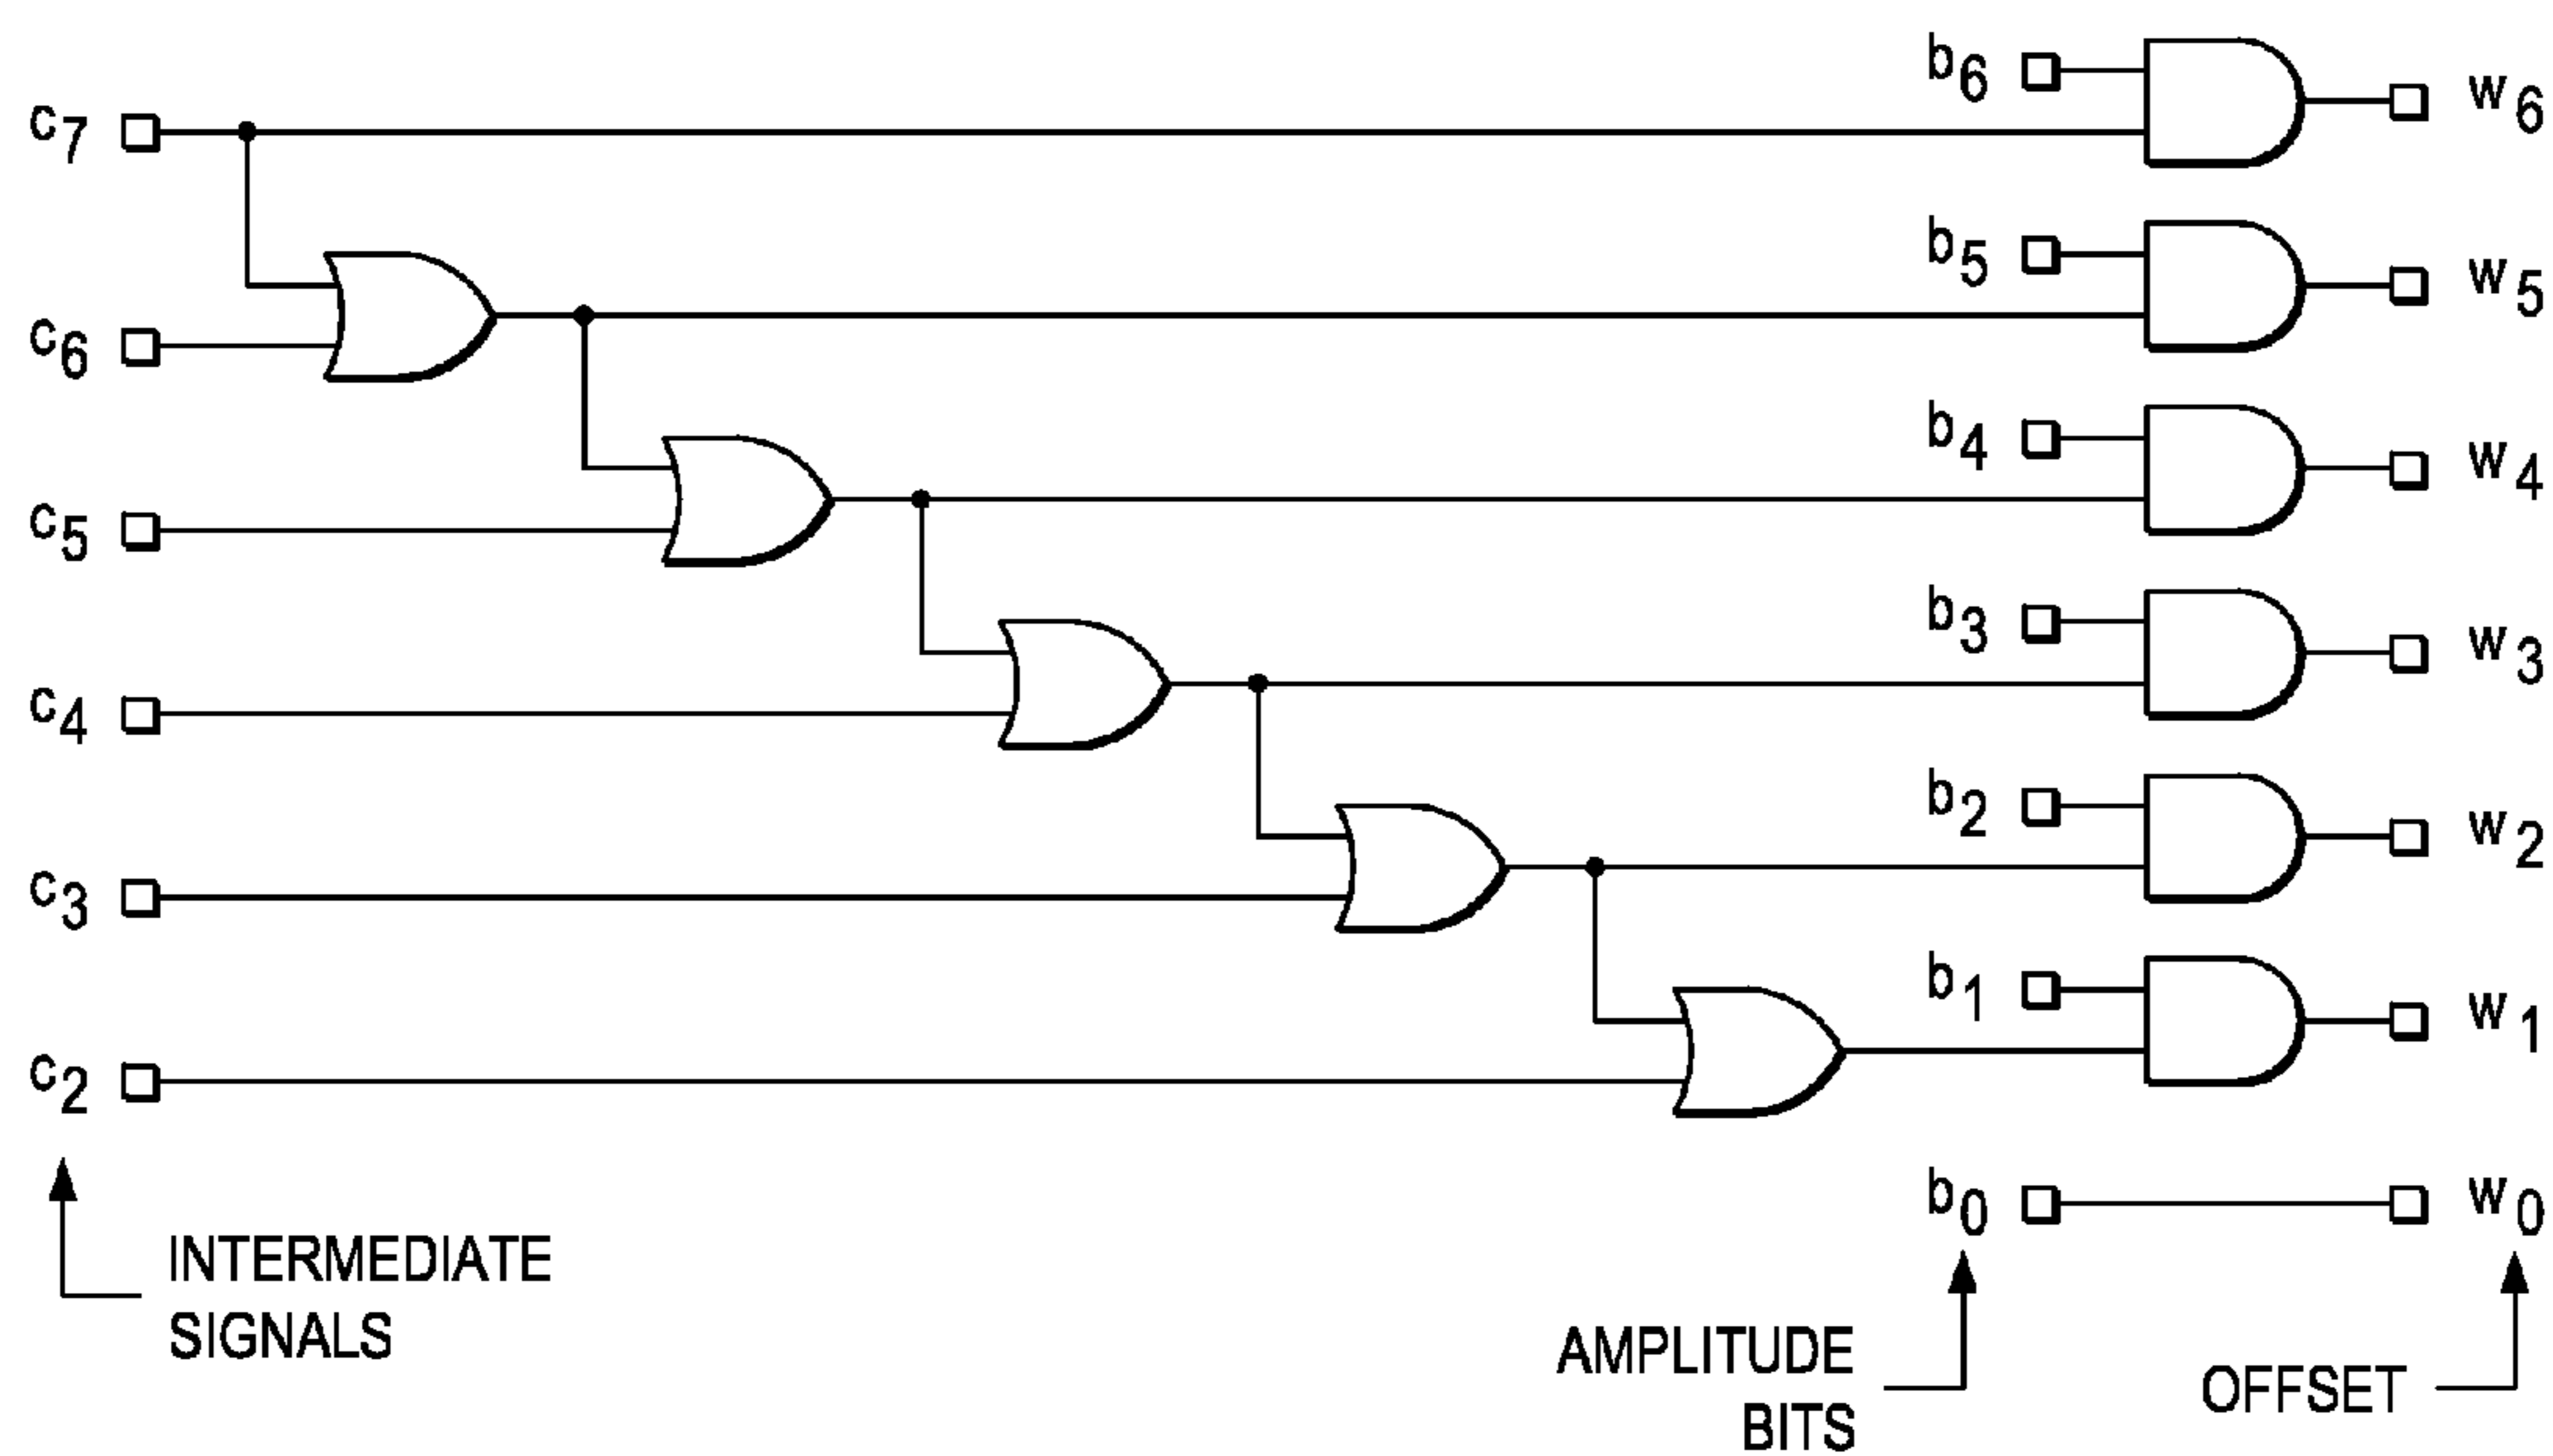 b6 w6
c7
b5 w5
c6
b4 w4
c5
b3 w3
c4
b2 w2
c3
b1 w1
c2
b0 w0
INTERMEDIATE
SIGNALS
AMPLITUDE
BITS
OFFSET